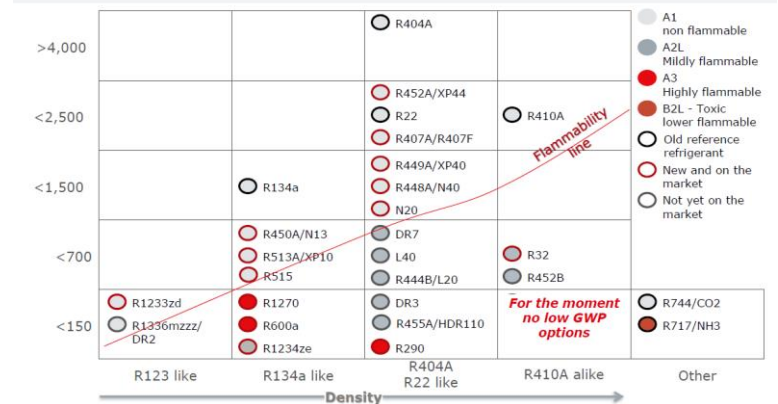 >4,000
R404A
<2,500
R452A/XP44
R22
R407A/R407F
R410A
Flammability
line
<1,500
R134a
R449A/XP40
R448A/N40
N20
<700
R450A/N13
R513A/XP10
R515
DR7
L40
R444B/L20
R32
R452B
<150
R1233zd
R1336mzzz/
DR2
R1270
R600a
R1234ze
DR3
R455A/HDR110
R290
For the moment
no low GWP
options
R744/CO2
R717/NH3
R123 like
R134a like
R404A
R22 like
R410A alike
Other
Density
A1
non flammable
A2L
Mildly flammable
A3
Highly flammable
B2L - Toxic
lower flammable
Old reference
refrigerant
New and on the
market
Not yet on the
market